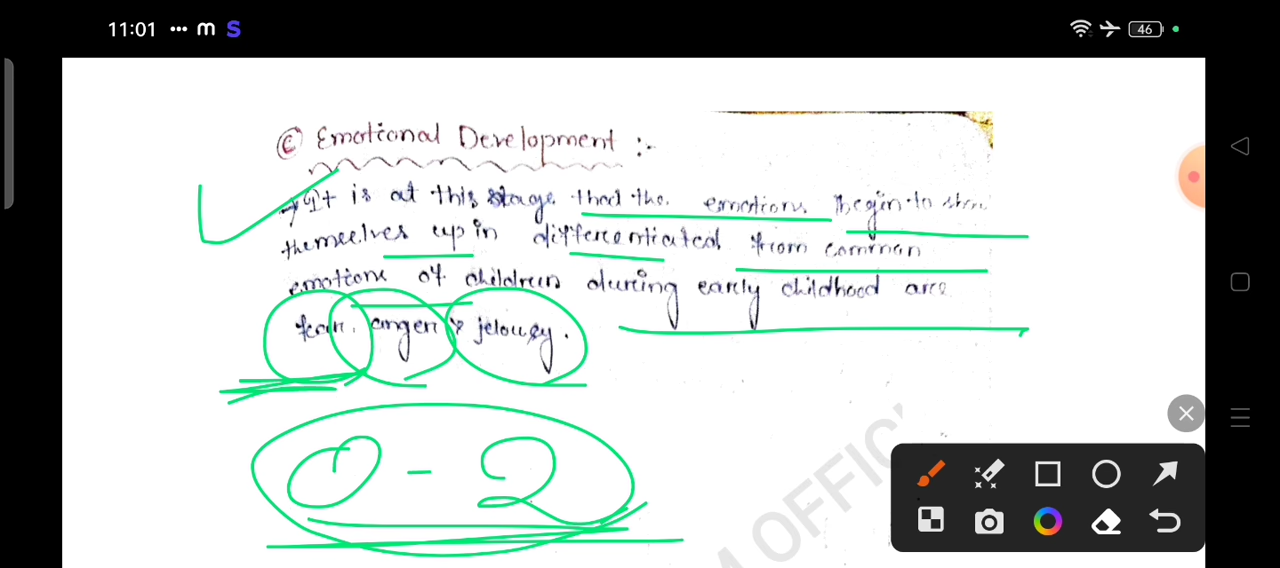 11:01 ... m S 46
Ⓒ Emotional Development :-
→ It is at this stage that the emotions begin to show
themselves up in differentiated from common
emotions of children during early childhood are
fear, anger & jelousy.
0 - 2
M OFFIC